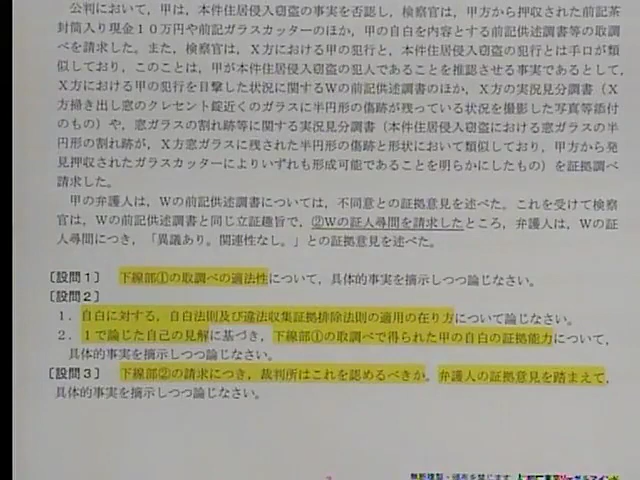 公判において，甲は，本件住居侵入窃盗の事実を否認し，検察官は，甲方から押収された前記茶
封筒入り現金１０万円や前記ガラスカッターのほか，甲の自白を内容とする前記供述調書等の取調
べを請求した。また，検察官は，Ｘ方における甲の犯行と，本件住居侵入窃盗の犯行とは手口が類
似しており，このことは，甲が本件住居侵入窃盗の犯人であることを推認させる事実であるとして，
Ｘ方における甲の犯行を目撃した状況に関するＷの前記供述調書のほか，Ｘ方の実況見分調書（Ｘ
方掃き出し窓のクレセント錠近くのガラスに半円形の傷跡が残っている状況を撮影した写真等添付
のもの）や，窓ガラスの割れ跡等に関する実況見分調書（本件住居侵入窃盗における窓ガラスの半
円形の割れ跡が，Ｘ方窓ガラスに残された半円形の傷跡と形状において類似しており，甲方から発
見押収されたガラスカッターによりいずれも形成可能であることを明らかにしたもの）を証拠調べ
請求した。
甲の弁護人は，Ｗの前記供述調書については，不同意との証拠意見を述べた。これを受けて検察
官は，Ｗの前記供述調書と同じ立証趣旨で，②Ｗの証人尋問を請求したところ，弁護人は，Ｗの証
人尋問につき，「異議あり。関連性なし。」との証拠意見を述べた。
〔設問１〕 下線部①の取調べの適法性について，具体的事実を摘示しつつ論じなさい。
〔設問２〕
１．自白に対する，自白法則及び違法収集証拠排除法則の適用の在り方について論じなさい。
２．１で論じた自己の見解に基づき，下線部①の取調べで得られた甲の自白の証拠能力について，
具体的事実を摘示しつつ論じなさい。
〔設問３〕 下線部②の請求につき，裁判所はこれを認めるべきか。弁護人の証拠意見を踏まえて，
具体的事実を摘示しつつ論じなさい。